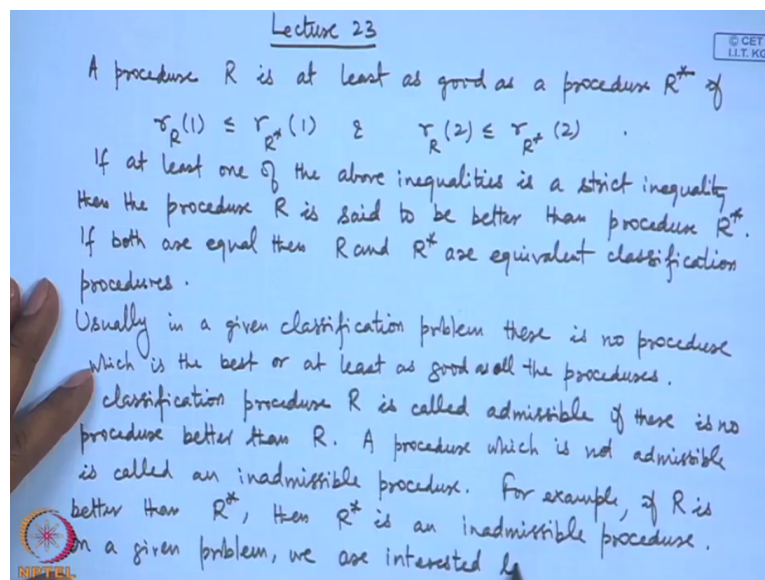 Lecture 23
© CET
I.I.T. KG
A procedure R is at least as good as a procedure R* if
r_R(1) ≤ r_R*(1) & r_R(2) ≤ r_R*(2) .
If at least one of the above inequalities is a strict inequality
then the procedure R is said to be better than procedure R*.
If both are equal then R and R* are equivalent classification
procedures.
Usually in a given classification problem there is no procedure
which is the best or at least as good as all the procedures.
classification procedure R is called admissible if there is no
procedure better than R. A procedure which is not admissible
is called an inadmissible procedure. For example, if R is
better than R*, then R* is an inadmissible procedure.
In a given problem, we are interested
NPTEL